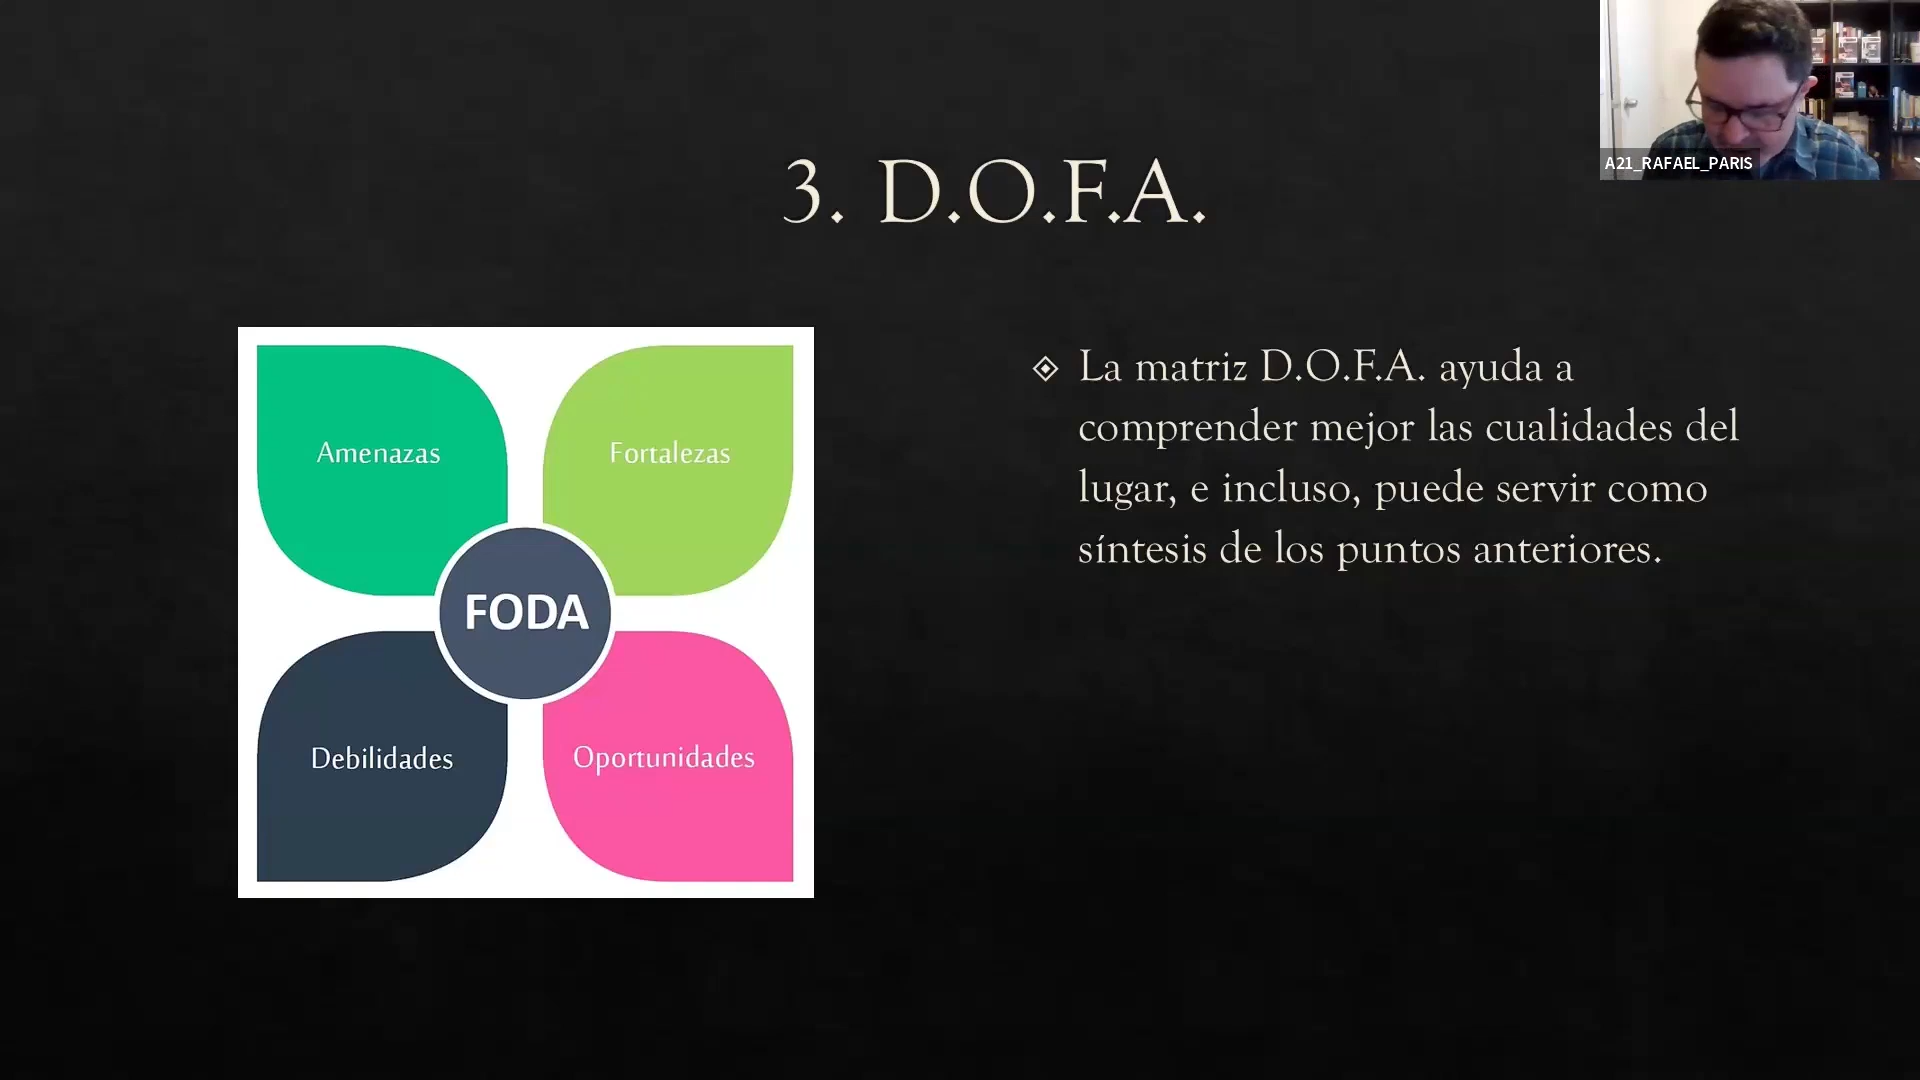 A21_RAFAEL_PARIS
3. D.O.F.A.
Amenazas
Fortalezas
FODA
Debilidades
Oportunidades
La matriz D.O.F.A. ayuda a
comprender mejor las cualidades del
lugar, e incluso, puede servir como
síntesis de los puntos anteriores.